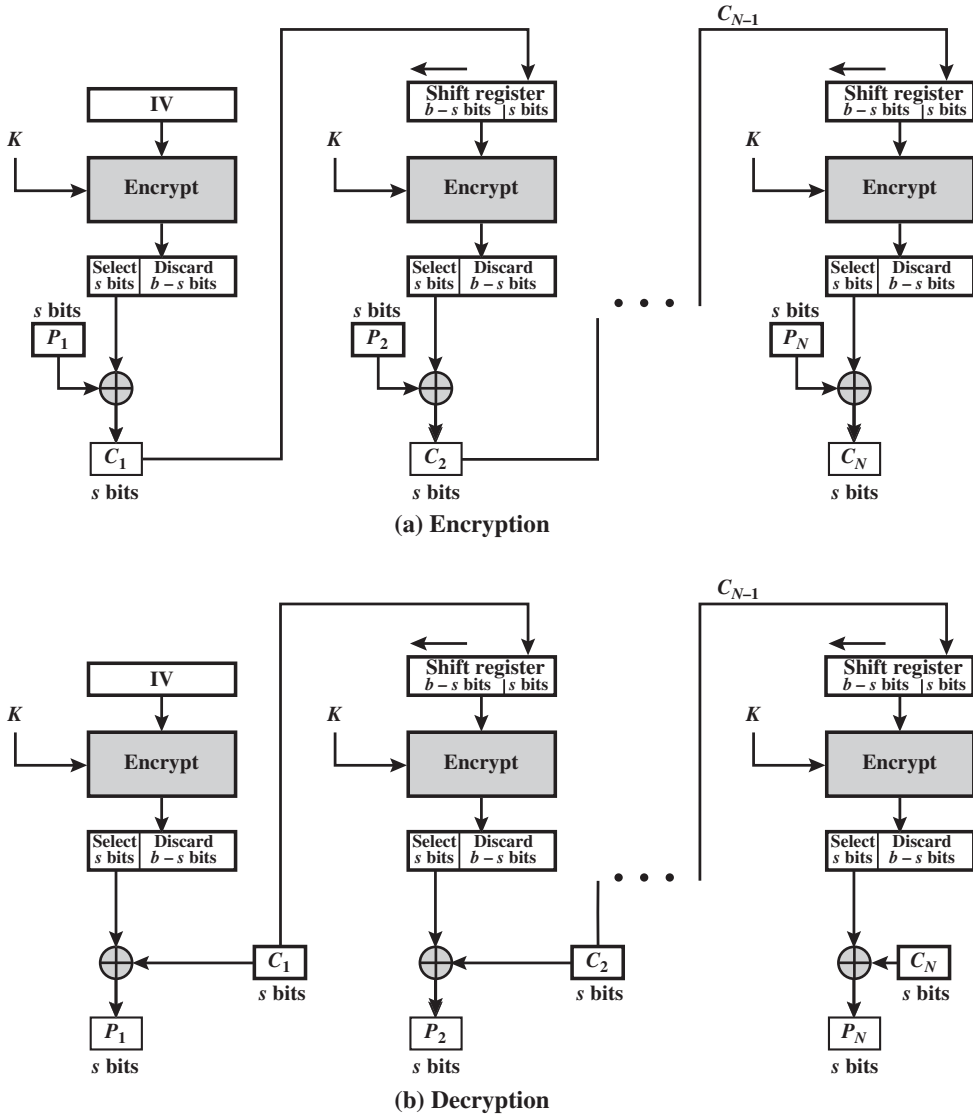 C_{N-1}
IV
Shift register
b – s bits | s bits
Shift register
b – s bits | s bits
K
Encrypt
K
Encrypt
K
Encrypt
Select s bits
Discard b – s bits
Select s bits
Discard b – s bits
Select s bits
Discard b – s bits
s bits
P_1
s bits
P_2
s bits
P_N
C_1
s bits
C_2
s bits
C_N
s bits
(a) Encryption
C_{N-1}
IV
Shift register
b – s bits | s bits
Shift register
b – s bits | s bits
K
Encrypt
K
Encrypt
K
Encrypt
Select s bits
Discard b – s bits
Select s bits
Discard b – s bits
Select s bits
Discard b – s bits
C_1
s bits
C_2
s bits
C_N
s bits
P_1
s bits
P_2
s bits
P_N
s bits
(b) Decryption